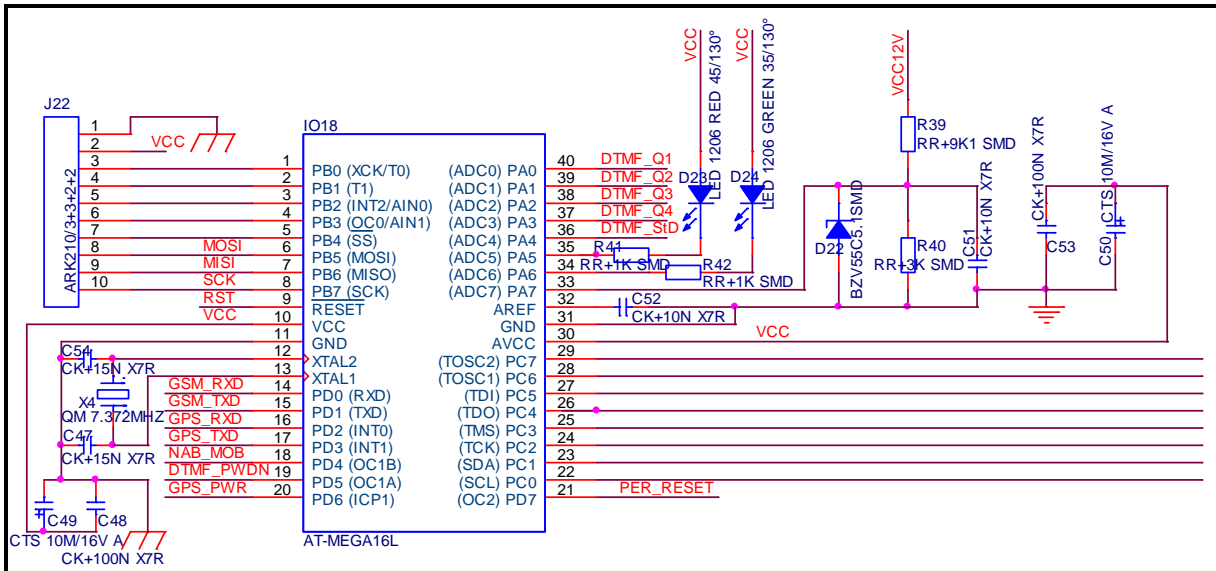 J22
1
2
3
4
5
6
7
8
9
10
ARK210/3+3+2+2
VCC
MOSI
MISI
SCK
RST
VCC
IO18
1 PB0 (XCK/T0)
2 PB1 (T1)
3 PB2 (INT2/AIN0)
4 PB3 (OC0/AIN1)
5 PB4 (SS)
6 PB5 (MOSI)
7 PB6 (MISO)
8 PB7 (SCK)
9 RESET
10 VCC
11 GND
12 XTAL2
13 XTAL1
14 PD0 (RXD)
15 PD1 (TXD)
16 PD2 (INT0)
17 PD3 (INT1)
18 PD4 (OC1B)
19 PD5 (OC1A)
20 PD6 (ICP1)
(ADC0) PA0 40
(ADC1) PA1 39
(ADC2) PA2 38
(ADC3) PA3 37
(ADC4) PA4 36
(ADC5) PA5 35
(ADC6) PA6 34
(ADC7) PA7 33
AREF 32
GND 31
AVCC 30
(TOSC2) PC7 29
(TOSC1) PC6 28
(TDI) PC5 27
(TDO) PC4 26
(TMS) PC3 25
(TCK) PC2 24
(SDA) PC1 23
(SCL) PC0 22
(OC2) PD7 21
AT-MEGA16L
C54
CK+15N X7R
X4
QM 7.372MHZ
C47
CK+15N X7R
GSM_RXD
GSM_TXD
GPS_RXD
GPS_TXD
NAB_MOB
DTMF_PWDN
GPS_PWR
C49
CTS 10M/16V A
C48
CK+100N X7R
DTMF_Q1
DTMF_Q2
DTMF_Q3
DTMF_Q4
DTMF_StD
VCC
D23
LED 1206 RED 45/130°
VCC
D24
LED 1206 GREEN 35/130°
R41
RR+1K SMD
R42
RR+1K SMD
C52
CK+10N X7R
VCC
PER_RESET
VCC12V
R39
RR+9K1 SMD
D22
BZV55C5.1SMD
R40
RR+3K SMD
C51
CK+10N X7R
C53
CK+100N X7R
C50
CTS 10M/16V A